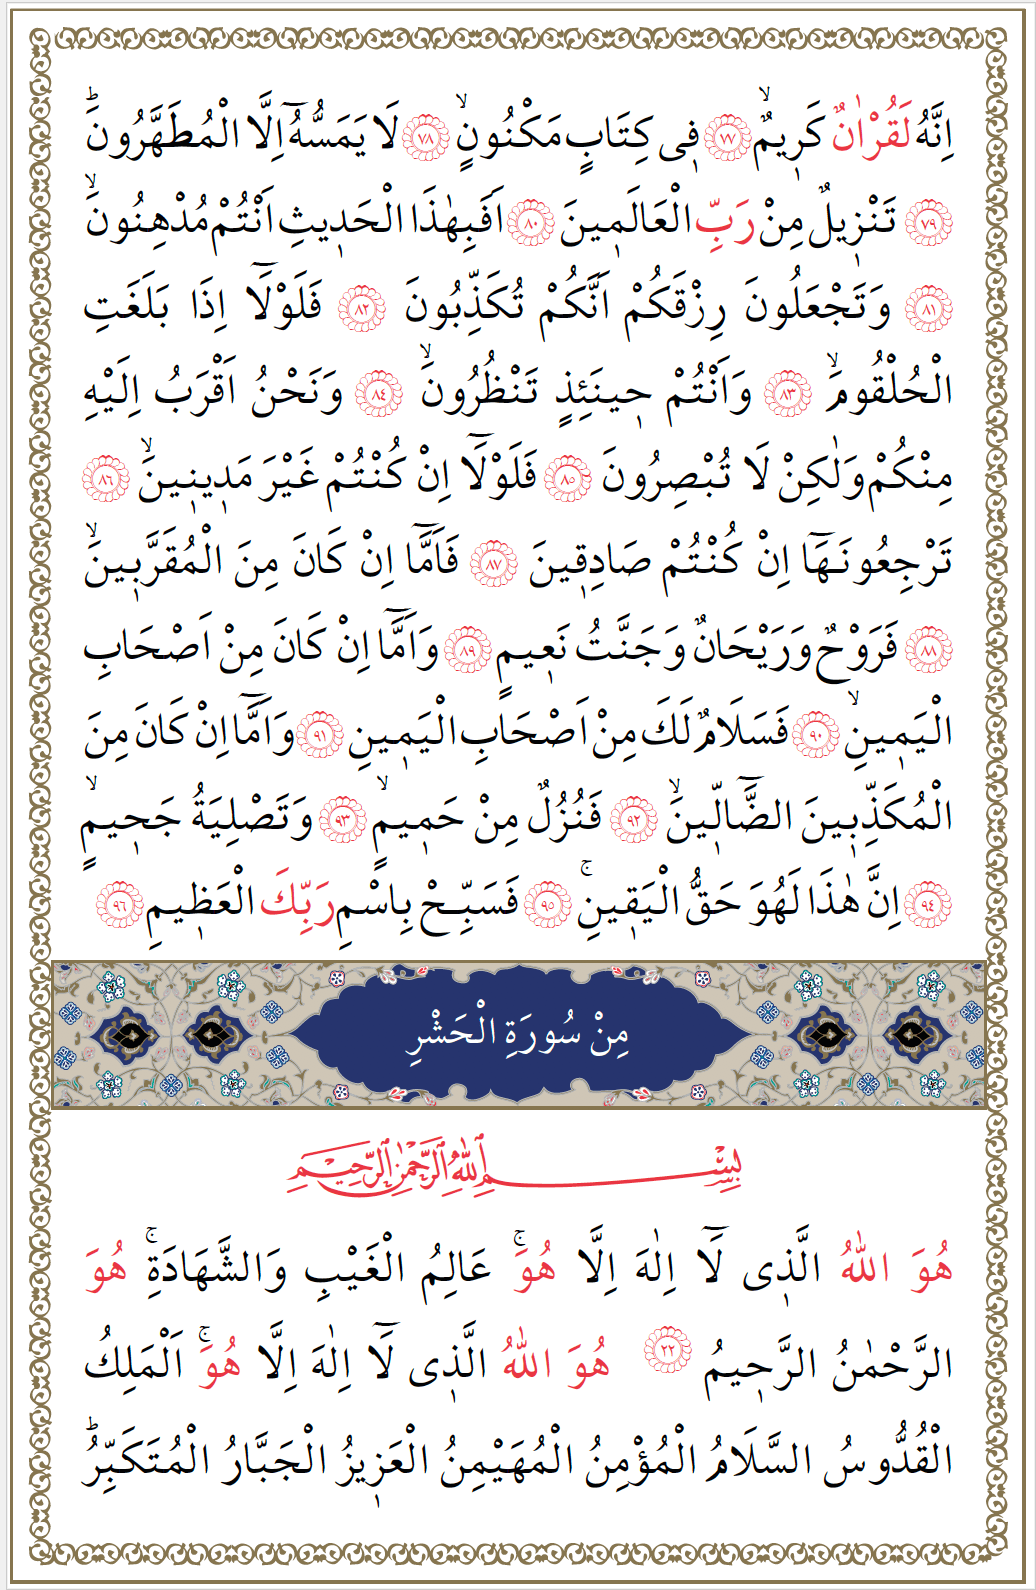 اِنَّهُ لَقُرْاٰنٌ كَرٖيمٌۙ ﴿٧٧﴾ فٖى كِتَابٍ مَكْنُونٍۙ ﴿٧٨﴾ لَا يَمَسُّهُٓ اِلَّا الْمُطَهَّرُونَؕ
﴿٧٩﴾ تَنْزٖيلٌ مِنْ رَبِّ الْعَالَمٖينَ ﴿٨٠﴾ اَفَبِهٰذَا الْحَدٖيثِ اَنْتُمْ مُدْهِنُونَۙ
﴿٨١﴾ وَتَجْعَلُونَ رِزْقَكُمْ اَنَّكُمْ تُكَذِّبُونَ ﴿٨٢﴾ فَلَوْلَٓا اِذَا بَلَغَتِ
الْحُلْقُومَۙ ﴿٨٣﴾ وَاَنْتُمْ حٖينَئِذٍ تَنْظُرُونَۙ ﴿٨٤﴾ وَنَحْنُ اَقْرَبُ اِلَيْهِ
مِنْكُمْ وَلٰكِنْ لَا تُبْصِرُونَ ﴿٨٥﴾ فَلَوْلَٓا اِنْ كُنْتُمْ غَيْرَ مَدٖينٖينَۙ ﴿٨٦﴾
تَرْجِعُونَهَٓا اِنْ كُنْتُمْ صَادِقٖينَ ﴿٨٧﴾ فَاَمَّٓا اِنْ كَانَ مِنَ الْمُقَرَّبٖينَۙ
﴿٨٨﴾ فَرَوْحٌ وَرَيْحَانٌ وَجَنَّتُ نَعٖيمٍ ﴿٨٩﴾ وَاَمَّٓا اِنْ كَانَ مِنْ اَصْحَابِ
الْيَمٖينِۙ ﴿٩٠﴾ فَسَلَامٌ لَكَ مِنْ اَصْحَابِ الْيَمٖينِ ﴿٩١﴾ وَاَمَّٓا اِنْ كَانَ مِنَ
الْمُكَذِّبٖينَ الضَّٓالّٖينَۙ ﴿٩٢﴾ فَنُزُلٌ مِنْ حَمٖيمٍۙ ﴿٩٣﴾ وَتَصْلِيَةُ جَحٖيمٍۙ
﴿٩٤﴾ اِنَّ هٰذَا لَهُوَ حَقُّ الْيَقٖينِۚ ﴿٩٥﴾ فَسَبِّحْ بِاسْمِ رَبِّكَ الْعَظٖيمِ ﴿٩٦﴾
مِنْ سُورَةِ الْحَشْرِ
بِسْمِ اللّٰهِ الرَّحْمٰنِ الرَّحِيمِ
هُوَ اللّٰهُ الَّذٖى لَٓا اِلٰهَ اِلَّا هُوَۚ عَالِمُ الْغَيْبِ وَالشَّهَادَةِۚ هُوَ
الرَّحْمٰنُ الرَّحٖيمُ ﴿٢٢﴾ هُوَ اللّٰهُ الَّذٖى لَٓا اِلٰهَ اِلَّا هُوَۚ اَلْمَلِكُ
الْقُدُّوسُ السَّلَامُ الْمُؤْمِنُ الْمُهَيْمِنُ الْعَزٖيزُ الْجَبَّارُ الْمُتَكَبِّرُؕ